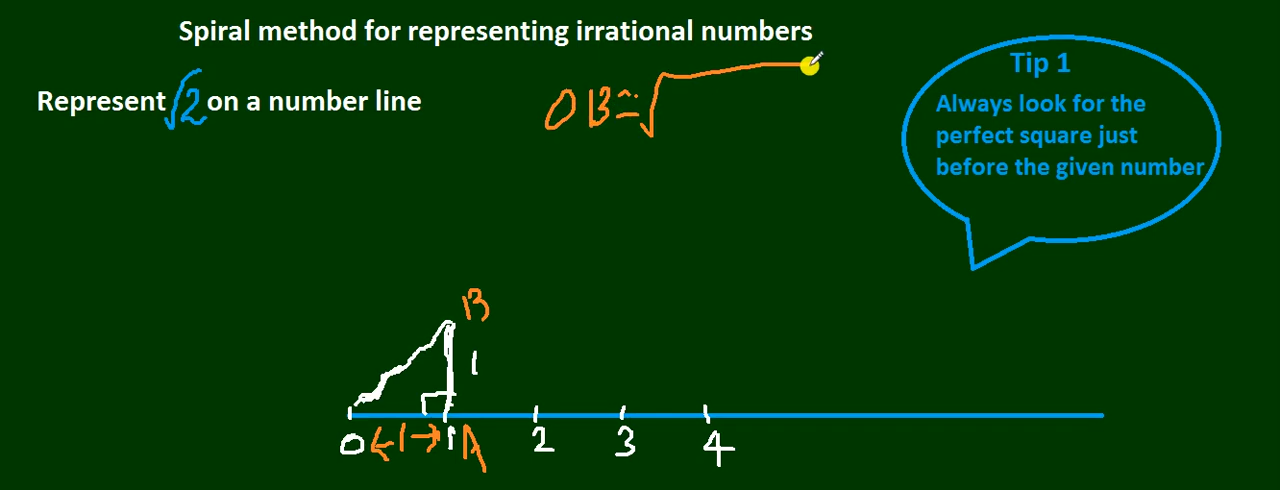 Spiral method for representing irrational numbers
Represent √2 on a number line
OB = √
Tip 1
Always look for the
perfect square just
before the given number
B
1
0 ←1→ 1 A 2 3 4